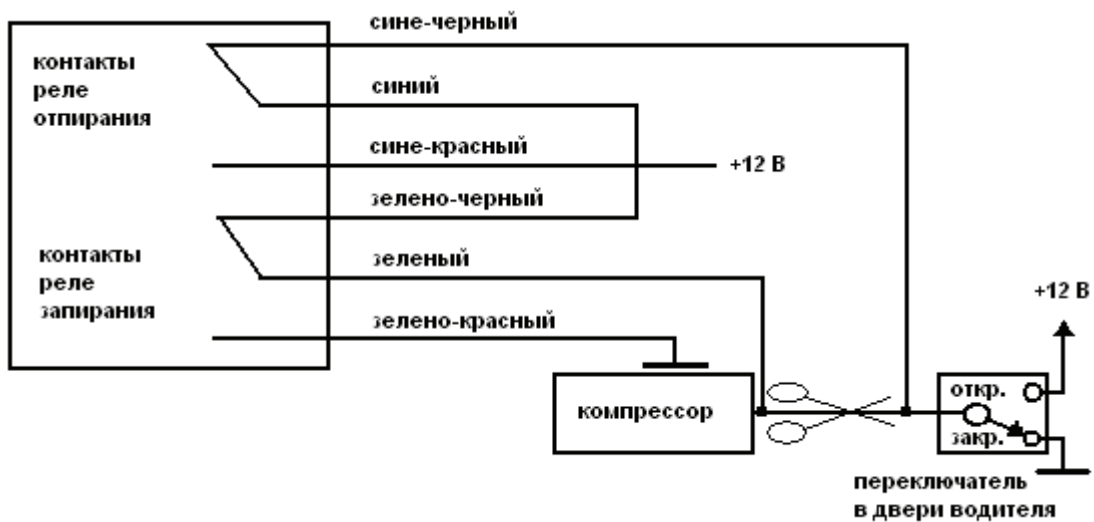 сине-черный
контакты
реле
отпирания
синий
сине-красный
+12 В
зелено-черный
контакты
реле
запирания
зеленый
зелено-красный
+12 В
компрессор
откр.
закр.
переключатель
в двери водителя